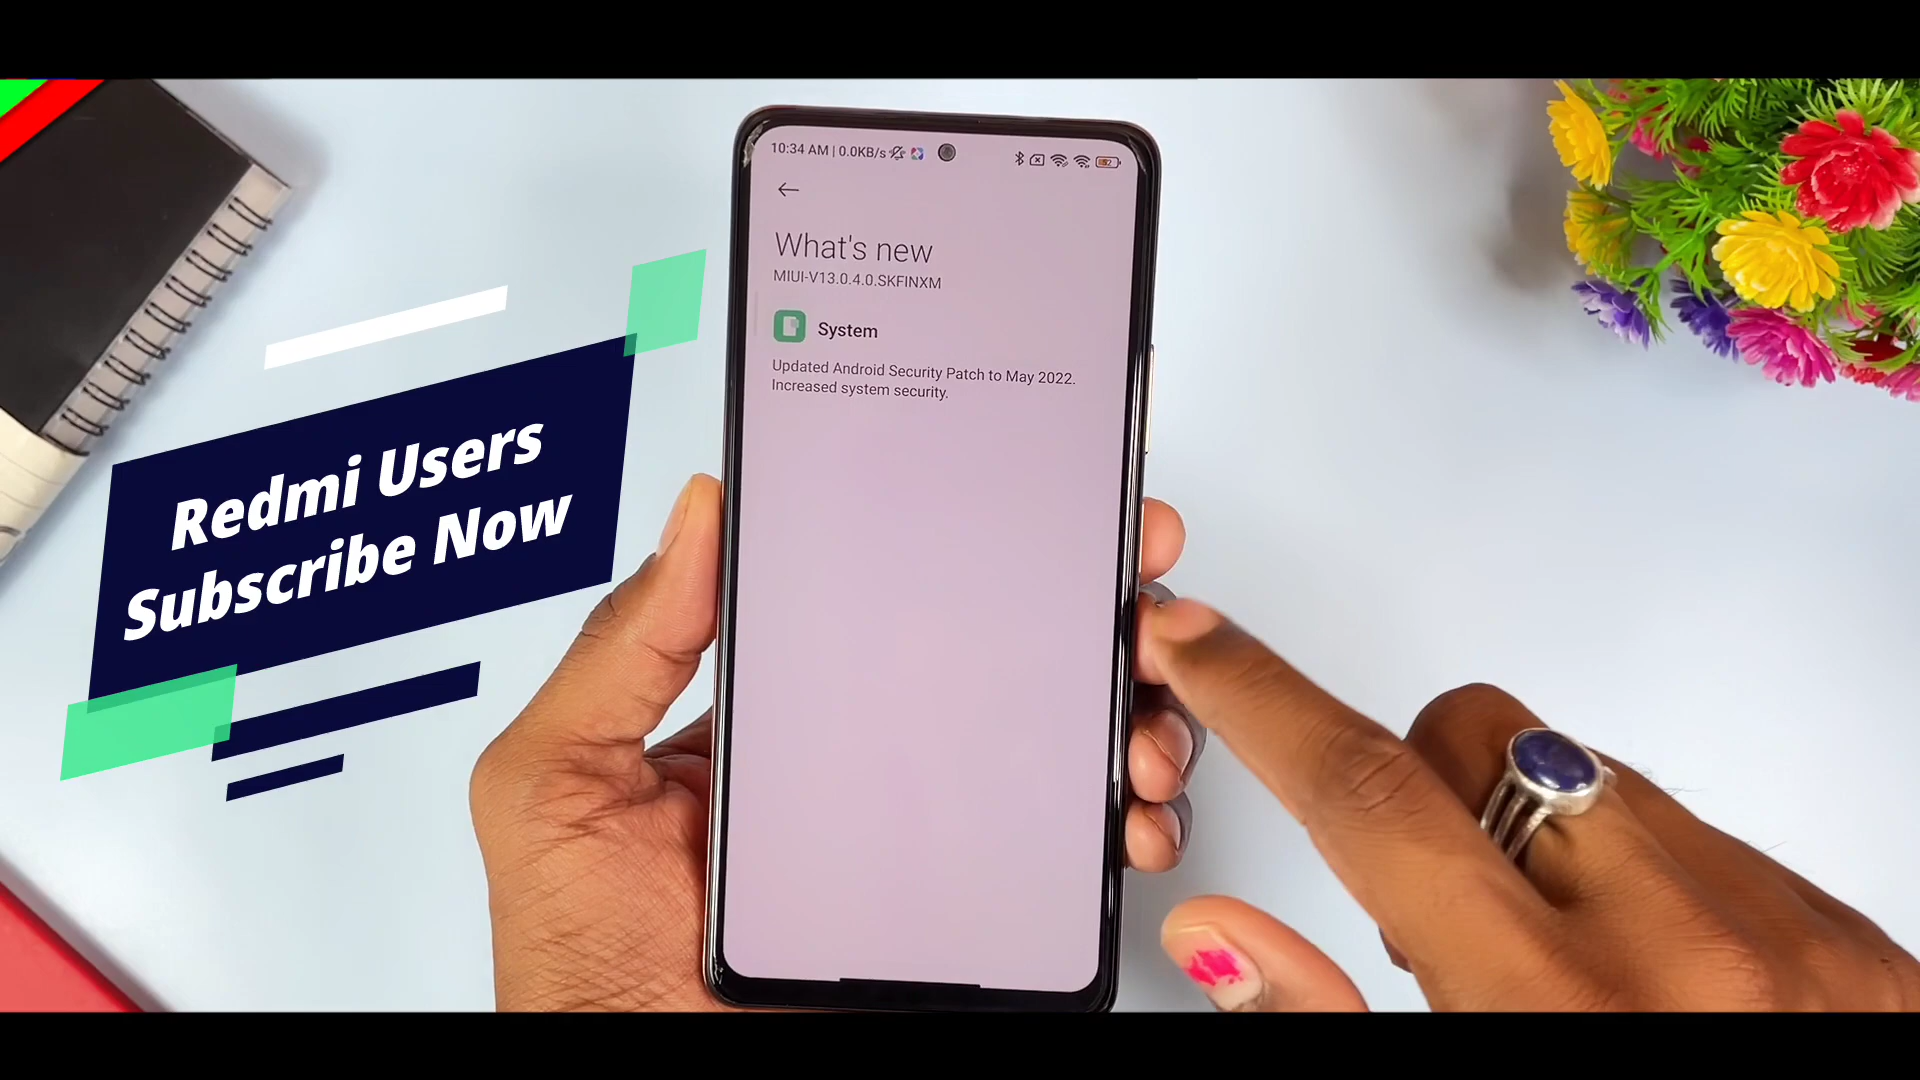 10:34 AM | 0.0KB/s
52
What's new
MIUI-V13.0.4.0.SKFINXM
System
Updated Android Security Patch to May 2022.
Increased system security.
Redmi Users
Subscribe Now